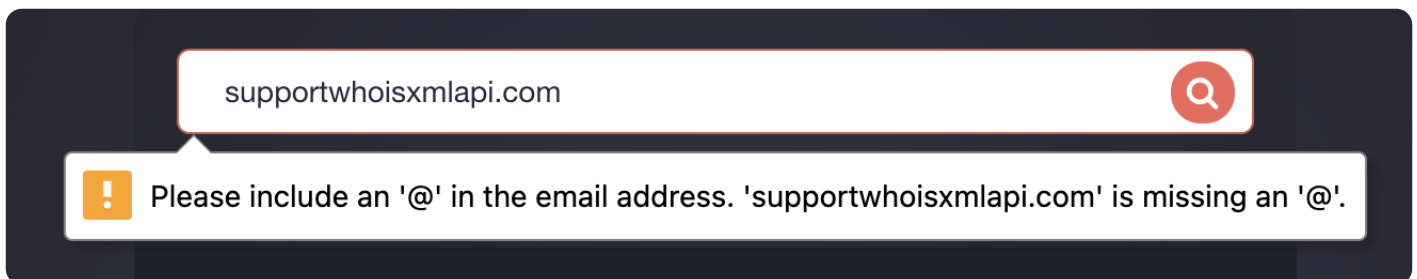 supportwhoisxmlapi.com
Please include an '@' in the email address. 'supportwhoisxmlapi.com' is missing an '@'.